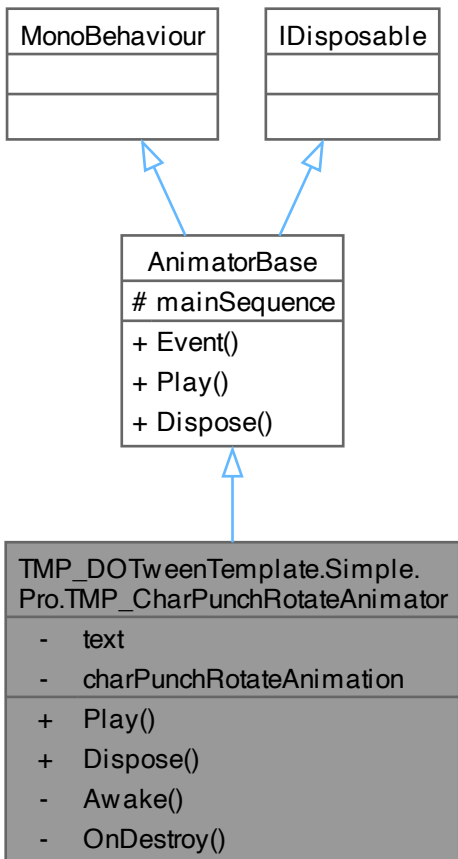 MonoBehaviour
IDisposable
AnimatorBase
# mainSequence
+ Event()
+ Play()
+ Dispose()
TMP_DOTweenTemplate.Simple.
Pro.TMP_CharPunchRotateAnimator
- text
- charPunchRotateAnimation
+ Play()
+ Dispose()
- Awake()
- OnDestroy()